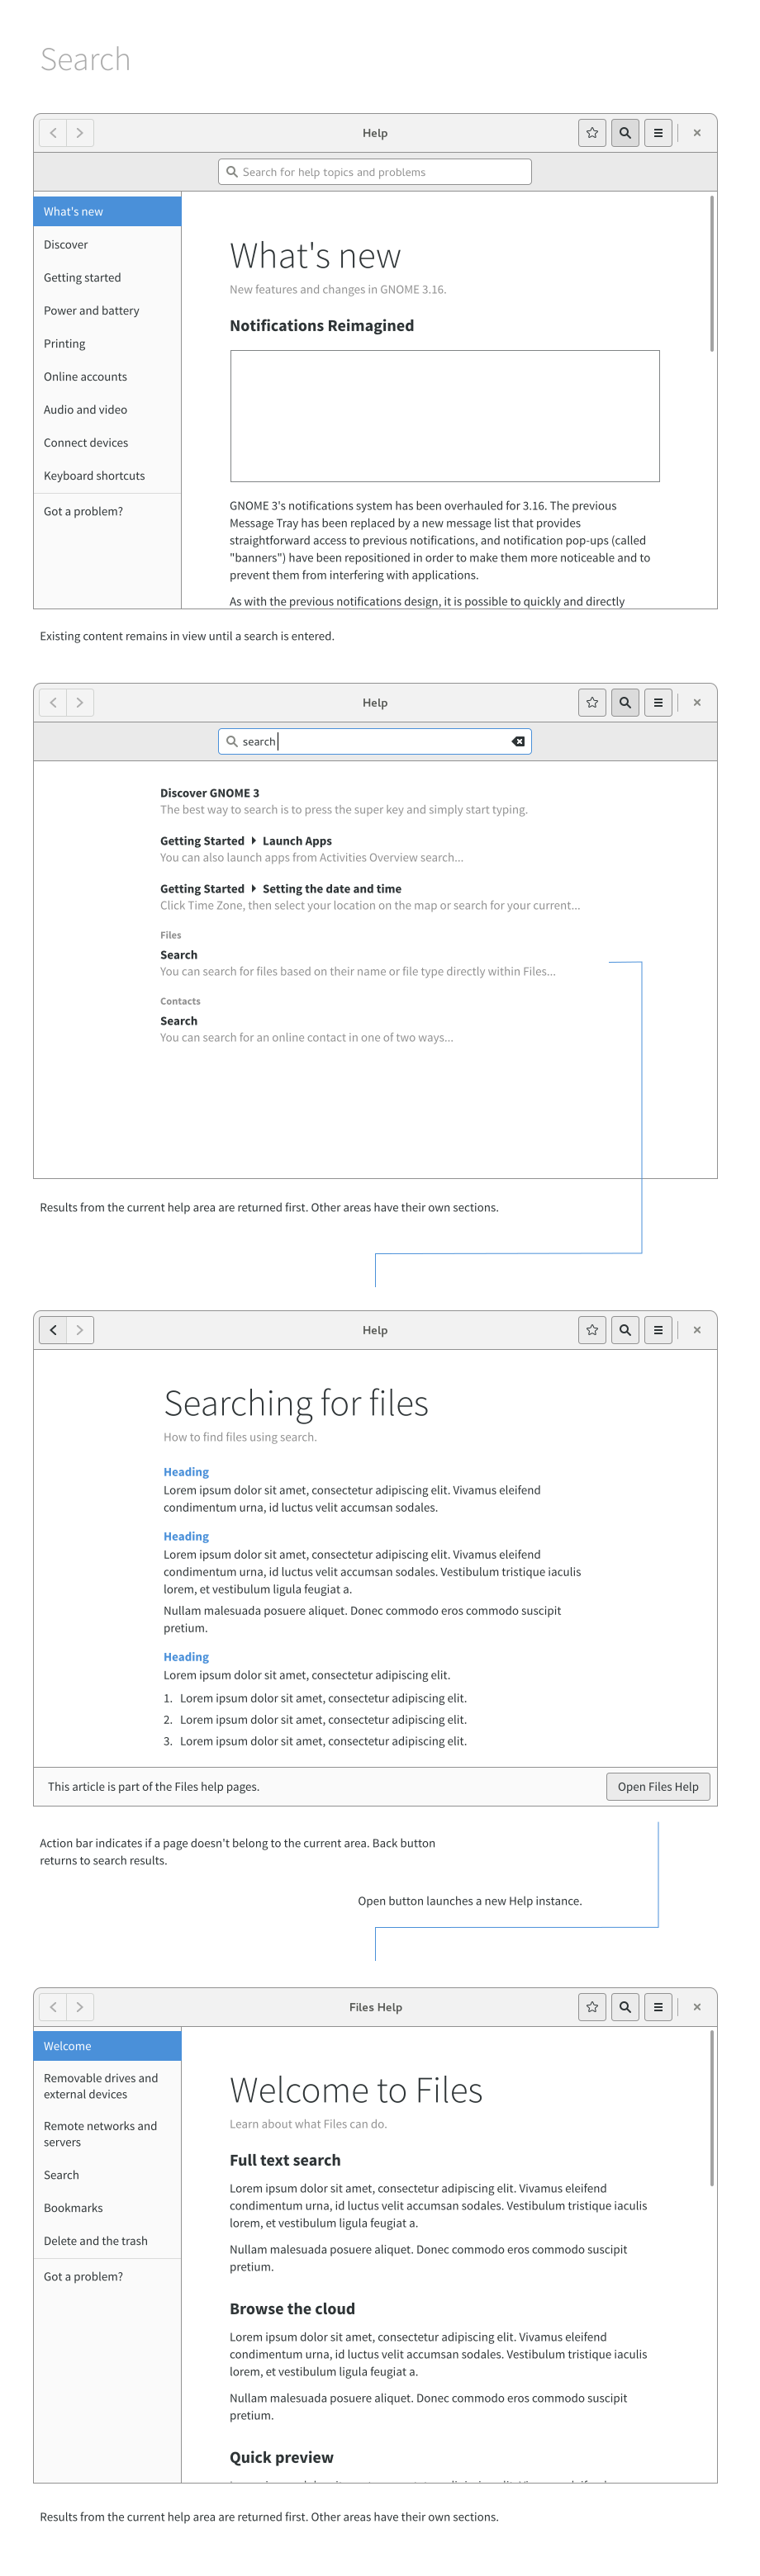 Search
Help
Search for help topics and problems
What's new
Discover
Getting started
Power and battery
Printing
Online accounts
Audio and video
Connect devices
Keyboard shortcuts
Got a problem?
What's new
New features and changes in GNOME 3.16.
Notifications Reimagined
GNOME 3's notifications system has been overhauled for 3.16. The previous
Message Tray has been replaced by a new message list that provides
straightforward access to previous notifications, and notification pop-ups (called
"banners") have been repositioned in order to make them more noticeable and to
prevent them from interfering with applications.
As with the previous notifications design, it is possible to quickly and directly
Existing content remains in view until a search is entered.
Help
search
Discover GNOME 3
The best way to search is to press the super key and simply start typing.
Getting Started Launch Apps
You can also launch apps from Activities Overview search...
Getting Started Setting the date and time
Click Time Zone, then select your location on the map or search for your current...
Files
Search
You can search for files based on their name or file type directly within Files...
Contacts
Search
You can search for an online contact in one of two ways...
Results from the current help area are returned first. Other areas have their own sections.
Help
Searching for files
How to find files using search.
Heading
Lorem ipsum dolor sit amet, consectetur adipiscing elit. Vivamus eleifend
condimentum urna, id luctus velit accumsan sodales.
Heading
Lorem ipsum dolor sit amet, consectetur adipiscing elit. Vivamus eleifend
condimentum urna, id luctus velit accumsan sodales. Vestibulum tristique iaculis
lorem, et vestibulum ligula feugiat a.
Nullam malesuada posuere aliquet. Donec commodo eros commodo suscipit
pretium.
Heading
Lorem ipsum dolor sit amet, consectetur adipiscing elit.
1. Lorem ipsum dolor sit amet, consectetur adipiscing elit.
2. Lorem ipsum dolor sit amet, consectetur adipiscing elit.
3. Lorem ipsum dolor sit amet, consectetur adipiscing elit.
This article is part of the Files help pages.
Open Files Help
Action bar indicates if a page doesn't belong to the current area. Back button
returns to search results.
Open button launches a new Help instance.
Files Help
Welcome
Removable drives and
external devices
Remote networks and
servers
Search
Bookmarks
Delete and the trash
Got a problem?
Welcome to Files
Learn about what Files can do.
Full text search
Lorem ipsum dolor sit amet, consectetur adipiscing elit. Vivamus eleifend
condimentum urna, id luctus velit accumsan sodales. Vestibulum tristique iaculis
lorem, et vestibulum ligula feugiat a.
Nullam malesuada posuere aliquet. Donec commodo eros commodo suscipit
pretium.
Browse the cloud
Lorem ipsum dolor sit amet, consectetur adipiscing elit. Vivamus eleifend
condimentum urna, id luctus velit accumsan sodales. Vestibulum tristique iaculis
lorem, et vestibulum ligula feugiat a.
Nullam malesuada posuere aliquet. Donec commodo eros commodo suscipit
pretium.
Quick preview
Results from the current help area are returned first. Other areas have their own sections.